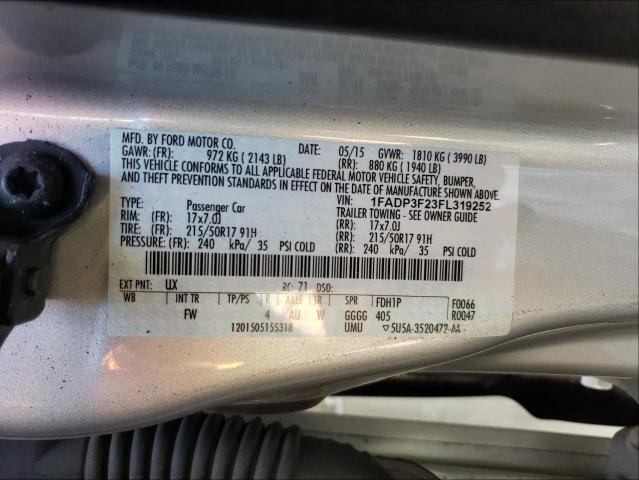 MFD. BY FORD MOTOR CO. DATE: 05/15 GVWR: 1810 KG ( 3990 LB)
GAWR: (FR): 972 KG ( 2143 LB) (RR): 880 KG ( 1940 LB)
THIS VEHICLE CONFORMS TO ALL APPLICABLE FEDERAL MOTOR VEHICLE SAFETY, BUMPER,
AND THEFT PREVENTION STANDARDS IN EFFECT ON THE DATE OF MANUFACTURE SHOWN ABOVE.
VIN: 1FADP3F23FL319252
TYPE: Passenger Car TRAILER TOWING - SEE OWNER GUIDE
RIM: (FR): 17x7.0J (RR): 17x7.0J
TIRE: (FR): 215/50R17 91H (RR): 215/50R17 91H
PRESSURE: (FR): 240 kPa/ 35 PSI COLD (RR): 240 kPa/ 35 PSI COLD
EXT PNT: UX RC: 71 DSO:
WB INT TR TP/PS R AXLE TR SPR FDH1P F0066
FW 4 AU W GGGG 405 R0047
1201505155318 UMU ▽5U5A-3520472-AA